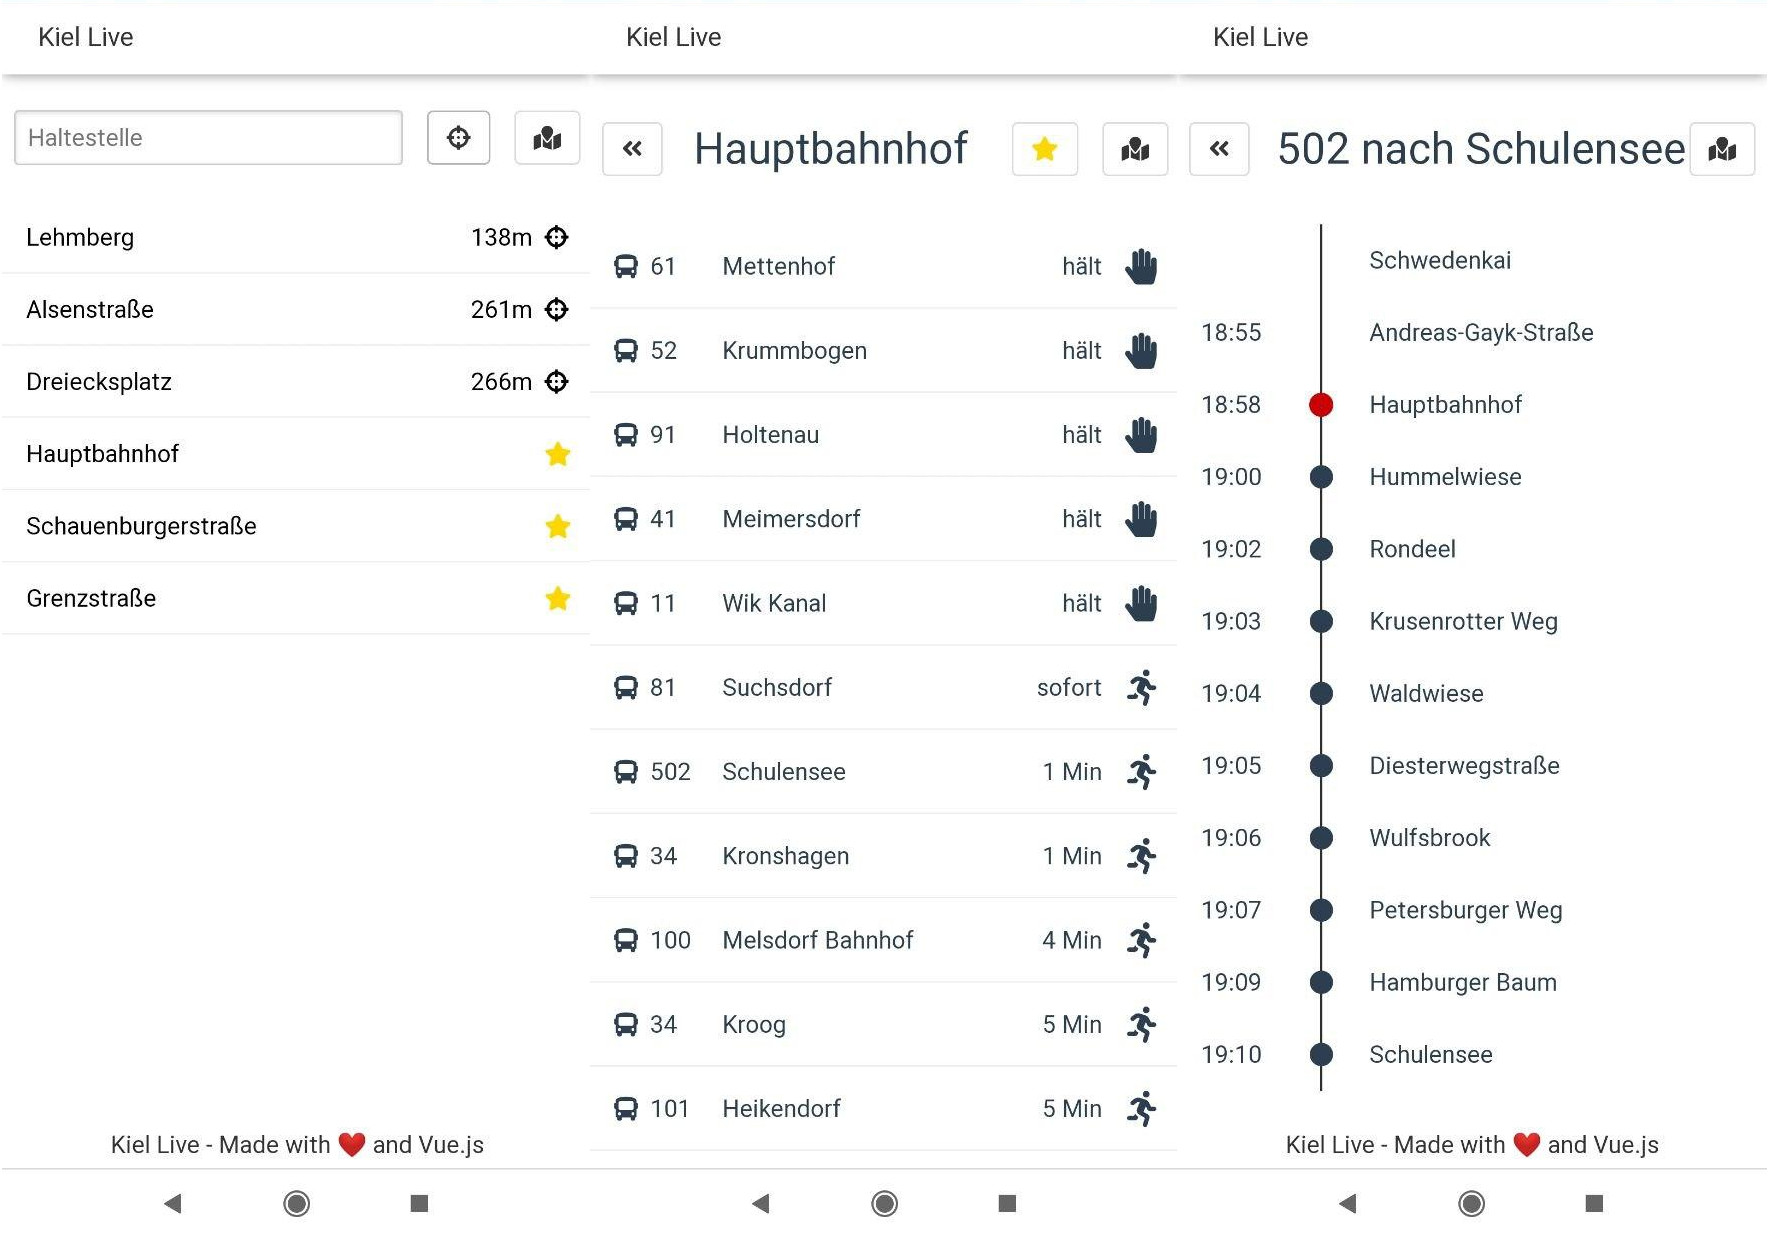 Kiel Live
Haltestelle
Lehmberg 138m
Alsenstraße 261m
Dreiecksplatz 266m
Hauptbahnhof
Schauenburgerstraße
Grenzstraße
Kiel Live - Made with ❤️ and Vue.js
Kiel Live
Hauptbahnhof
61 Mettenhof hält
52 Krummbogen hält
91 Holtenau hält
41 Meimersdorf hält
11 Wik Kanal hält
81 Suchsdorf sofort
502 Schulensee 1 Min
34 Kronshagen 1 Min
100 Melsdorf Bahnhof 4 Min
34 Kroog 5 Min
101 Heikendorf 5 Min
Kiel Live
502 nach Schulensee
Schwedenkai
18:55 Andreas-Gayk-Straße
18:58 Hauptbahnhof
19:00 Hummelwiese
19:02 Rondeel
19:03 Krusenrotter Weg
19:04 Waldwiese
19:05 Diesterwegstraße
19:06 Wulfsbrook
19:07 Petersburger Weg
19:09 Hamburger Baum
19:10 Schulensee
Kiel Live - Made with ❤️ and Vue.js